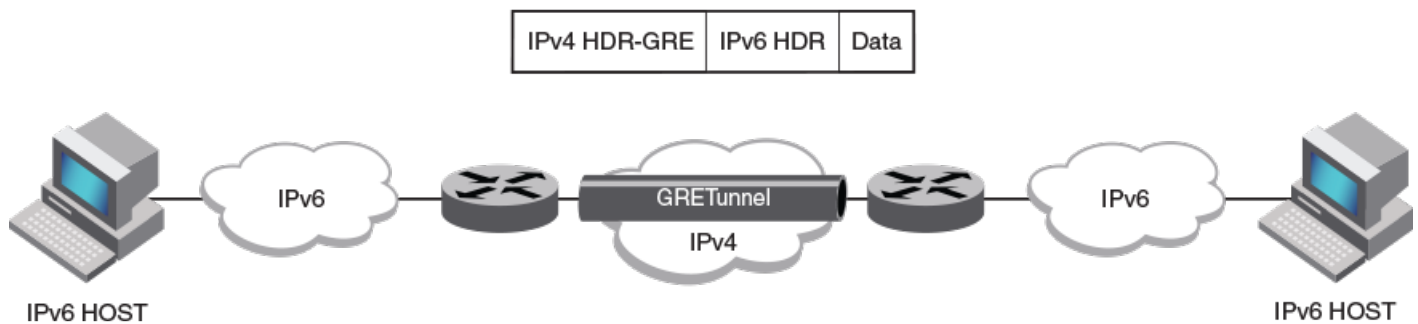 IPv4 HDR-GRE IPv6 HDR Data
IPv6 GRETunnel IPv6
IPv4
IPv6 HOST IPv6 HOST